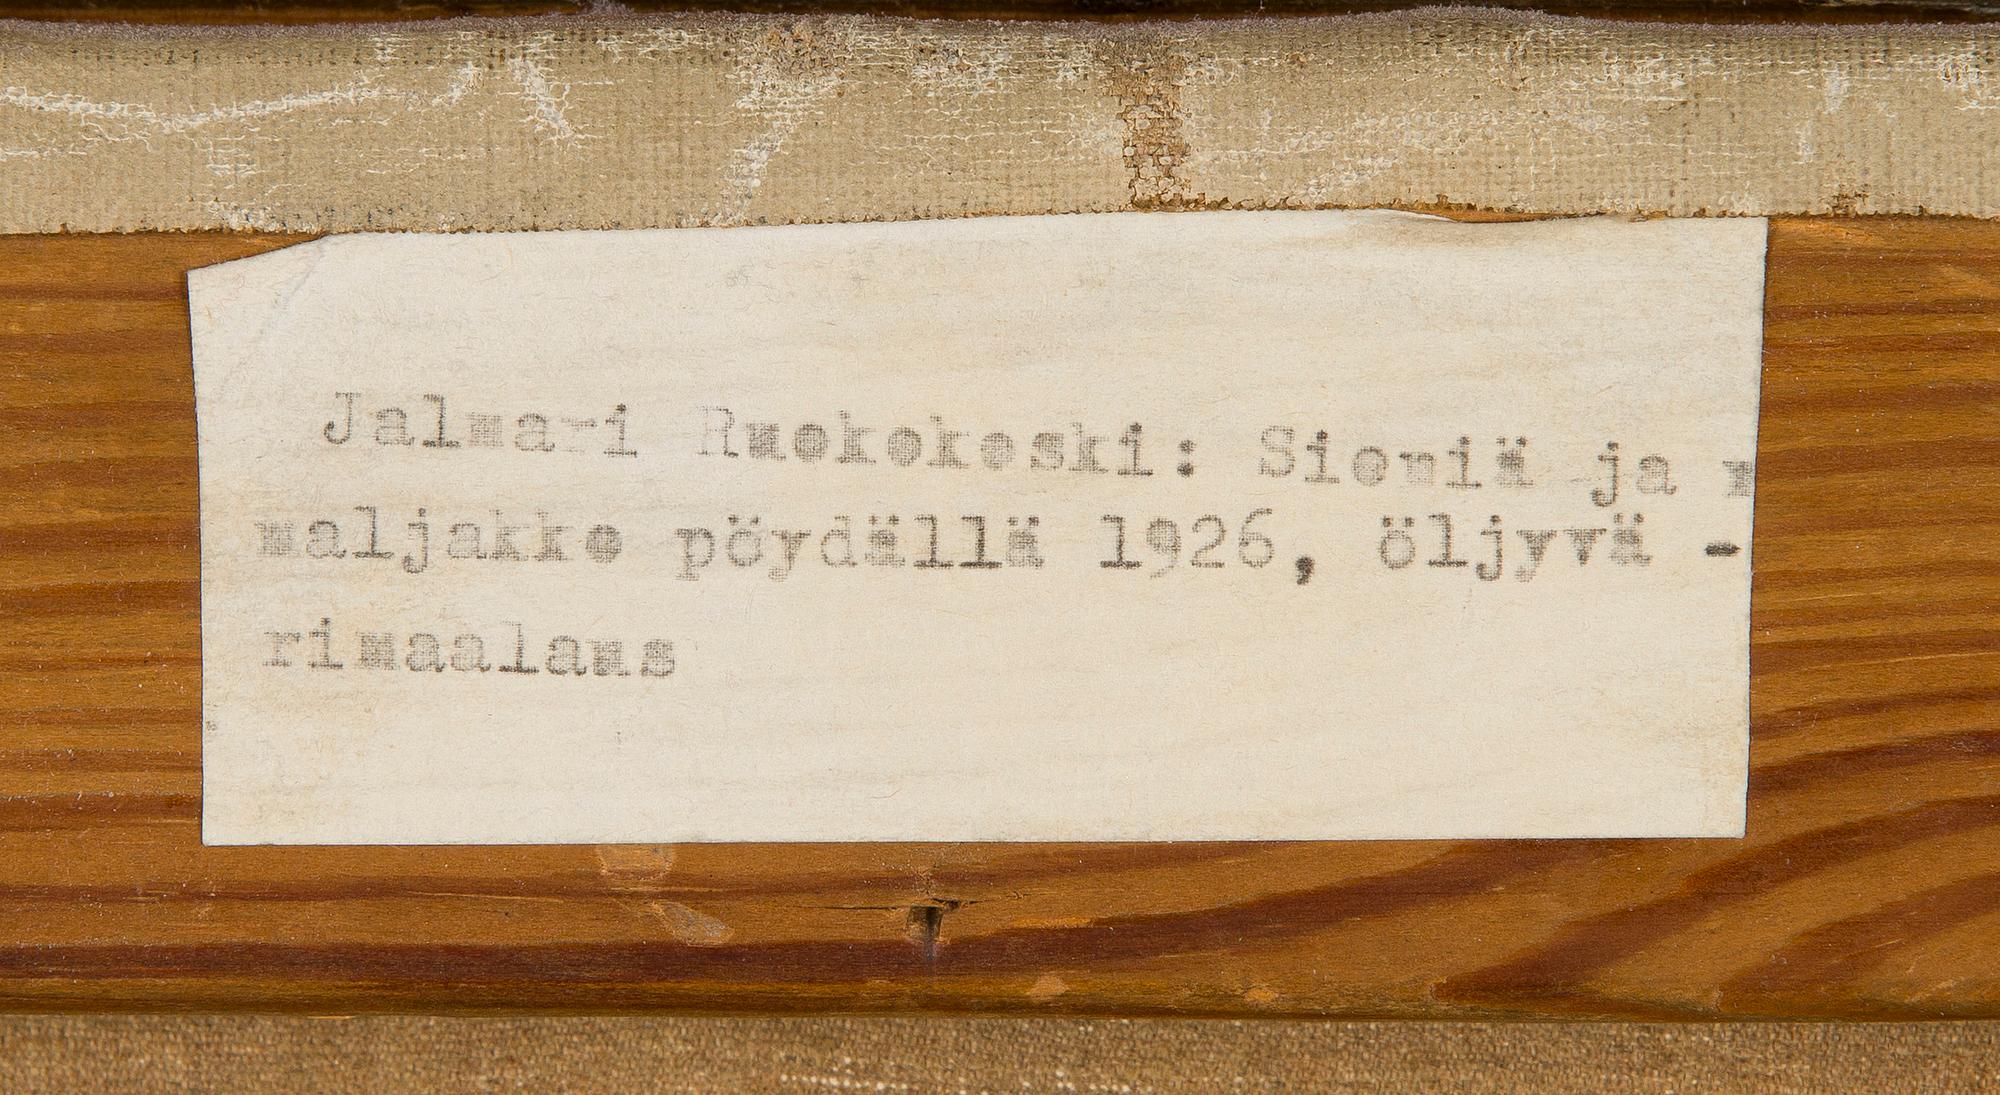 Jalmari Ruokokoski: Sieniä ja m
maljakko pöydällä 1926, öljyvä -
rimaalaus